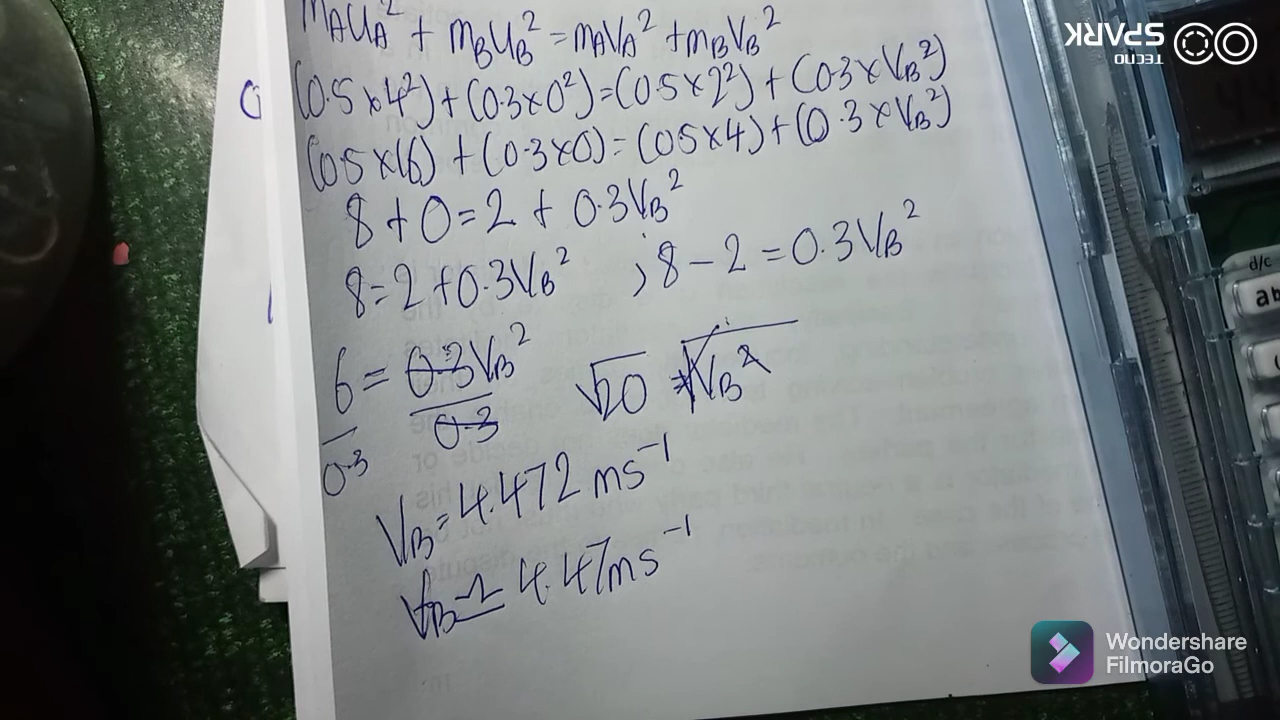 mAUA² + mBUB² = mAVA² + mBVB²
(0.5 x 4²) + (0.3 x 0²) = (0.5 x 2²) + (0.3 x VB²)
(0.5 x 16) + (0.3 x 0) = (0.5 x 4) + (0.3 x VB²)
8 + 0 = 2 + 0.3VB²
8 = 2 + 0.3VB² ; 8 - 2 = 0.3VB²
6/0.3 = 0.3VB²/0.3 √20 = √VB²
VB = 4.472 ms⁻¹
VB ≃ 4.47ms⁻¹
TECNO
SPARK
d/c
ab
Wondershare
FilmoraGo